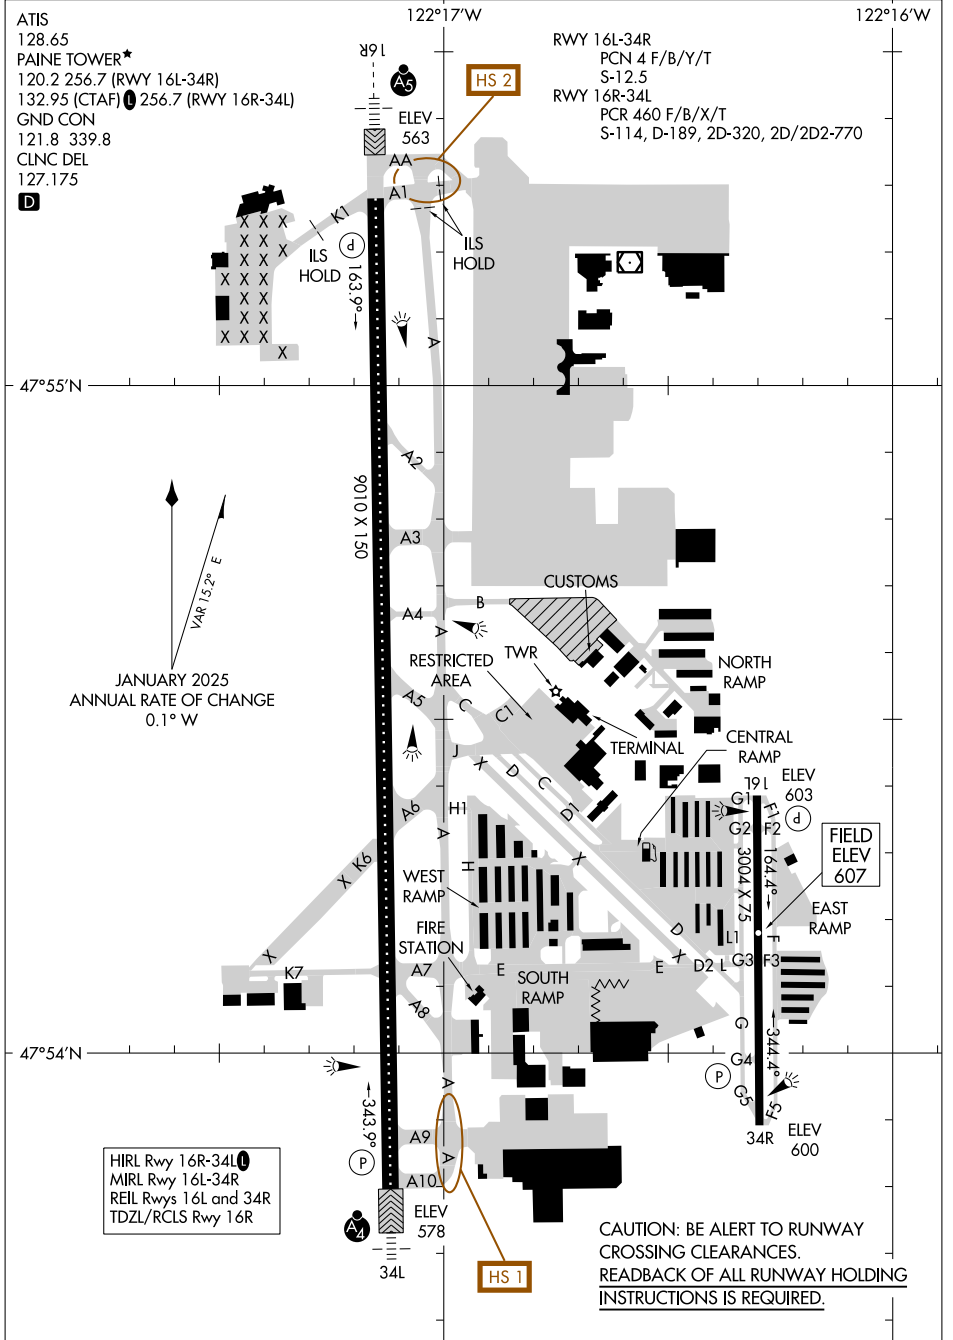 122°17'W
122°16'W
ATIS
128.65
PAINE TOWER★
120.2 256.7 (RWY 16L-34R)
132.95 (CTAF) L 256.7 (RWY 16R-34L)
GND CON
121.8 339.8
CLNC DEL
127.175
D
RWY 16L-34R
PCN 4 F/B/Y/T
S-12.5
RWY 16R-34L
PCR 460 F/B/X/T
S-114, D-189, 2D-320, 2D/2D2-770
16R
A5
HS 2
ELEV
563
AA
A1
K1
ILS
HOLD
ILS
HOLD
P
163.9°
X X
X X X
X X X
X X
X X X
X X X
X X X
X
A
47°55'N
A2
9010 X 150
A3
VAR 15.2° E
JANUARY 2025
ANNUAL RATE OF CHANGE
0.1° W
CUSTOMS
B
A4
A
TWR
RESTRICTED
AREA
NORTH
RAMP
A5
C
C1
TERMINAL
CENTRAL
RAMP
J
X
D
C
D1
16L
ELEV
603
G1
F1
P
G2
F2
A6
H1
A
H
X
K6
X
WEST
RAMP
3004 X 75
164.4°
FIELD
ELEV
607
EAST
RAMP
FIRE
STATION
D
X
L1
F
X
K7
A7
E
SOUTH
RAMP
E
D2
L
G3
F3
A8
G
344.4°
47°54'N
G4
P
A
G5
F5
343.9°
P
A9
A
A10
34R
ELEV
600
HIRL Rwy 16R-34L L
MIRL Rwy 16L-34R
REIL Rwys 16L and 34R
TDZL/RCLS Rwy 16R
A4
ELEV
578
34L
HS 1
CAUTION: BE ALERT TO RUNWAY
CROSSING CLEARANCES.
READBACK OF ALL RUNWAY HOLDING
INSTRUCTIONS IS REQUIRED.